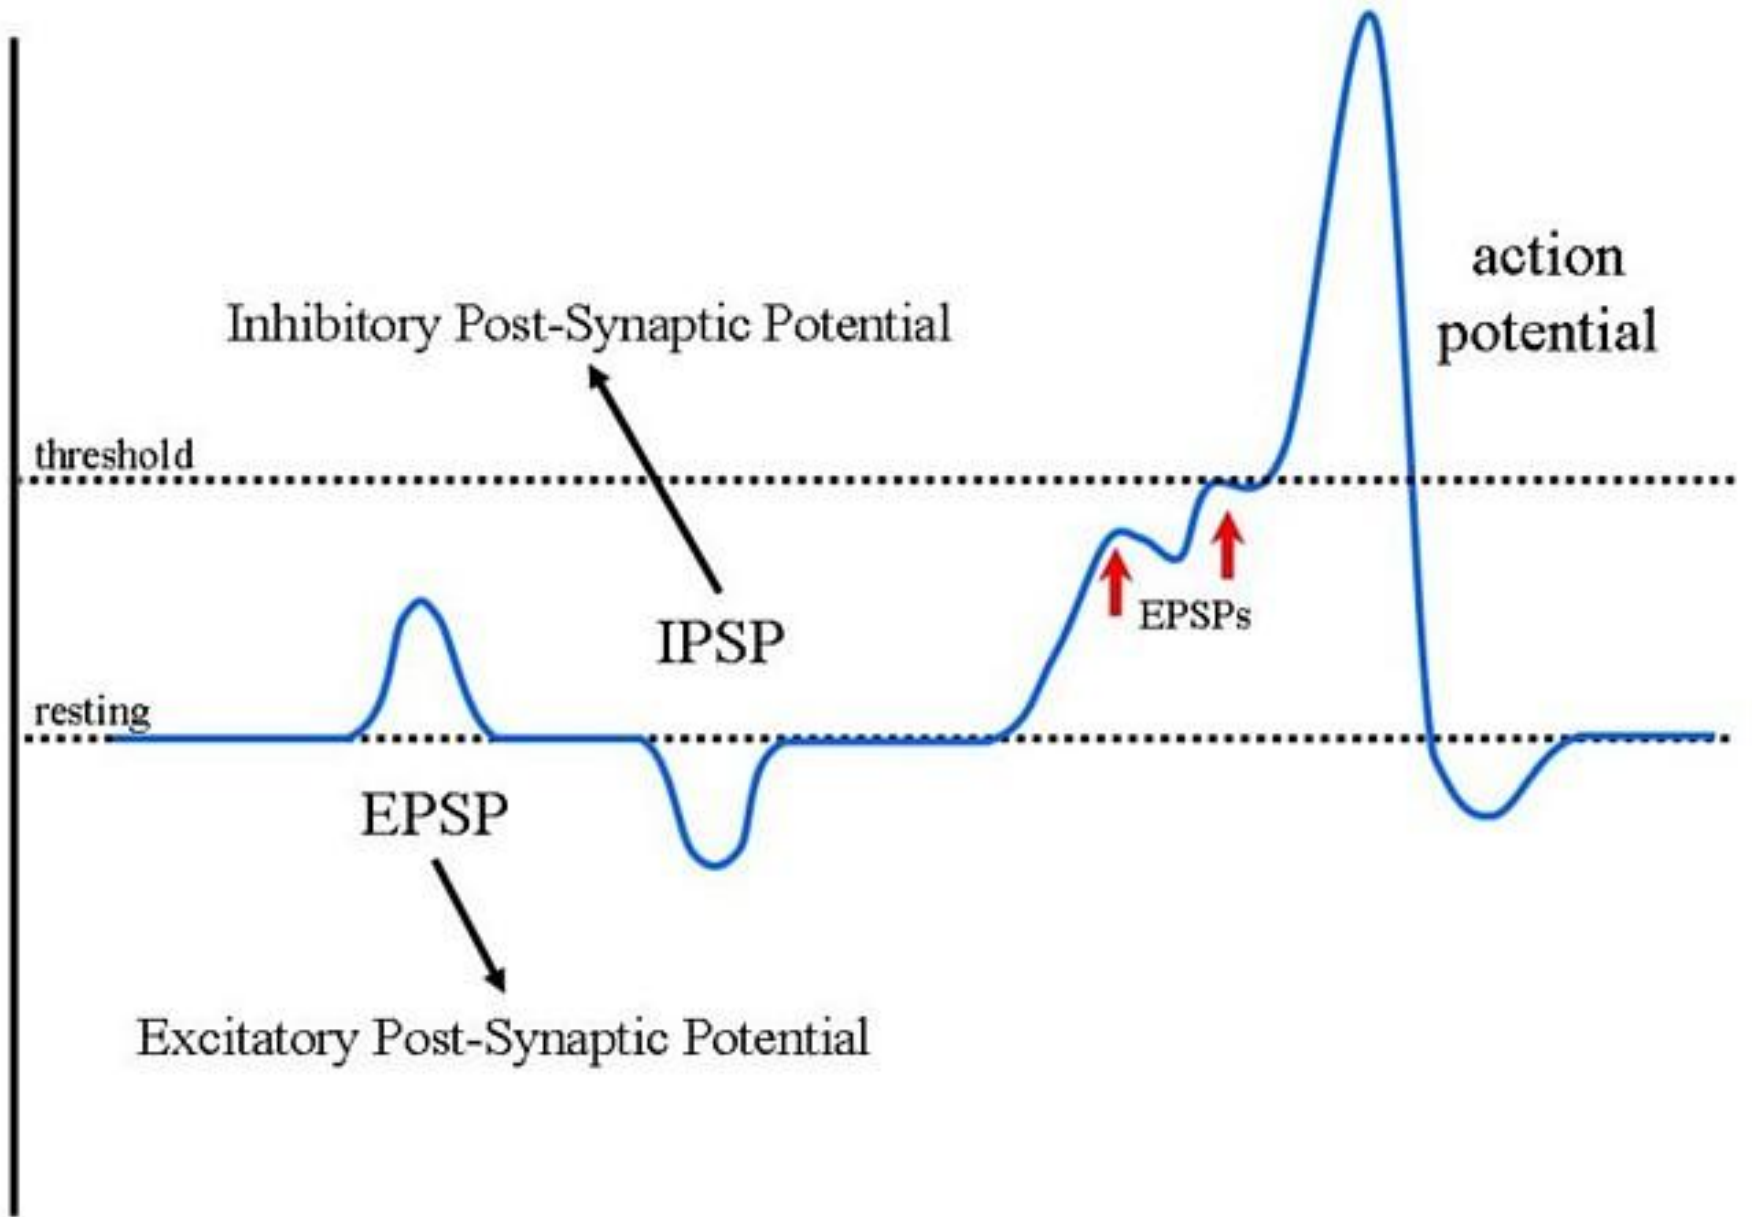 action
potential
Inhibitory Post-Synaptic Potential
threshold
EPSPs
IPSP
resting
EPSP
Excitatory Post-Synaptic Potential